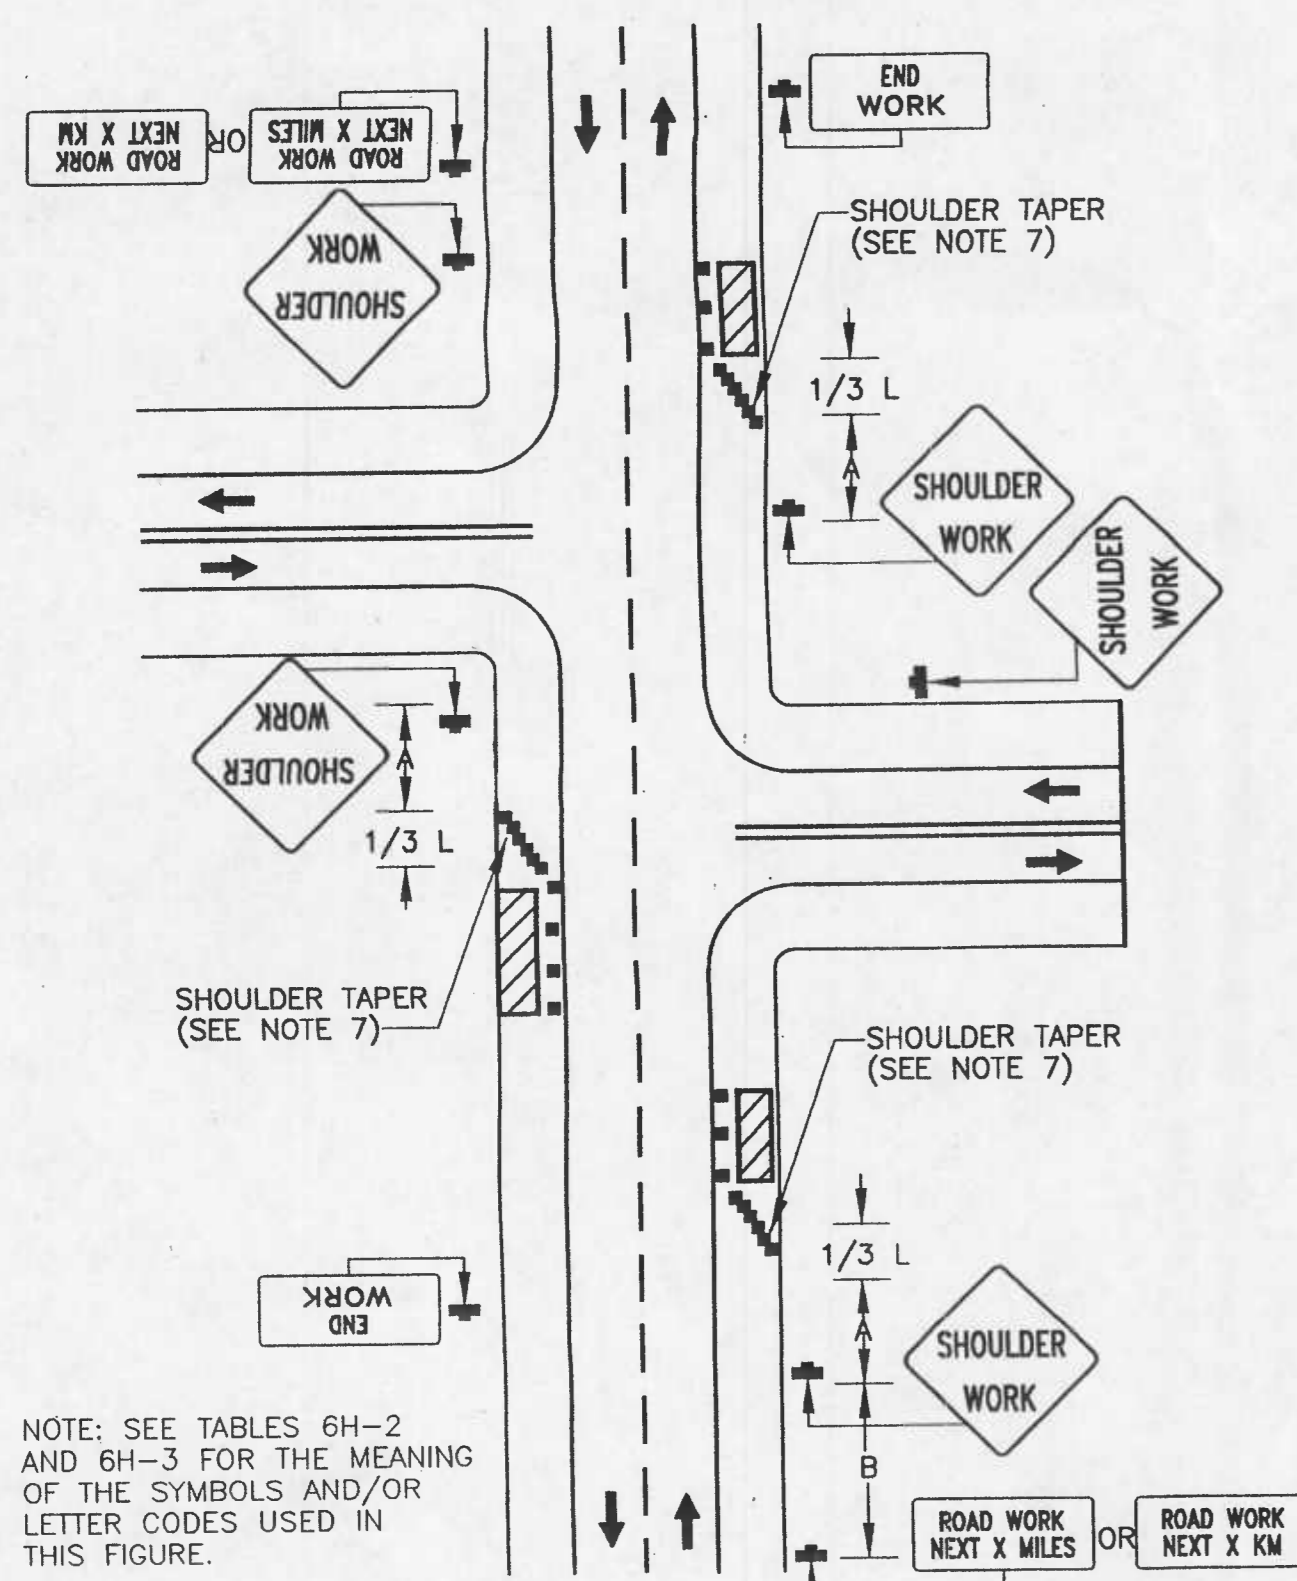 END
WORK
ROAD WORK
NEXT X KM
OR
ROAD WORK
NEXT X MILES
SHOULDER
WORK
SHOULDER TAPER
(SEE NOTE 7)
1/3 L
A
SHOULDER
WORK
SHOULDER
WORK
SHOULDER
WORK
A
1/3 L
SHOULDER TAPER
(SEE NOTE 7)
SHOULDER TAPER
(SEE NOTE 7)
1/3 L
A
END
WORK
SHOULDER
WORK
B
NOTE: SEE TABLES 6H-2
AND 6H-3 FOR THE MEANING
OF THE SYMBOLS AND/OR
LETTER CODES USED IN
THIS FIGURE.
ROAD WORK
NEXT X MILES
OR
ROAD WORK
NEXT X KM